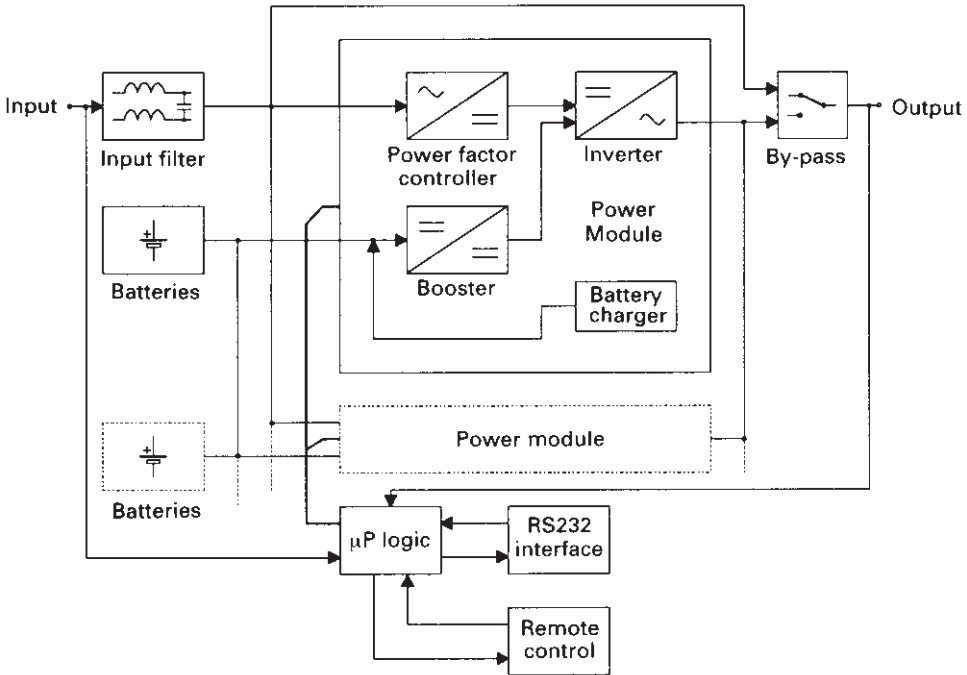 Input
Input filter
Power factor
controller
Inverter
By-pass
Output
Batteries
Booster
Power
Module
Battery
charger
Batteries
Power module
μP logic
RS232
interface
Remote
control